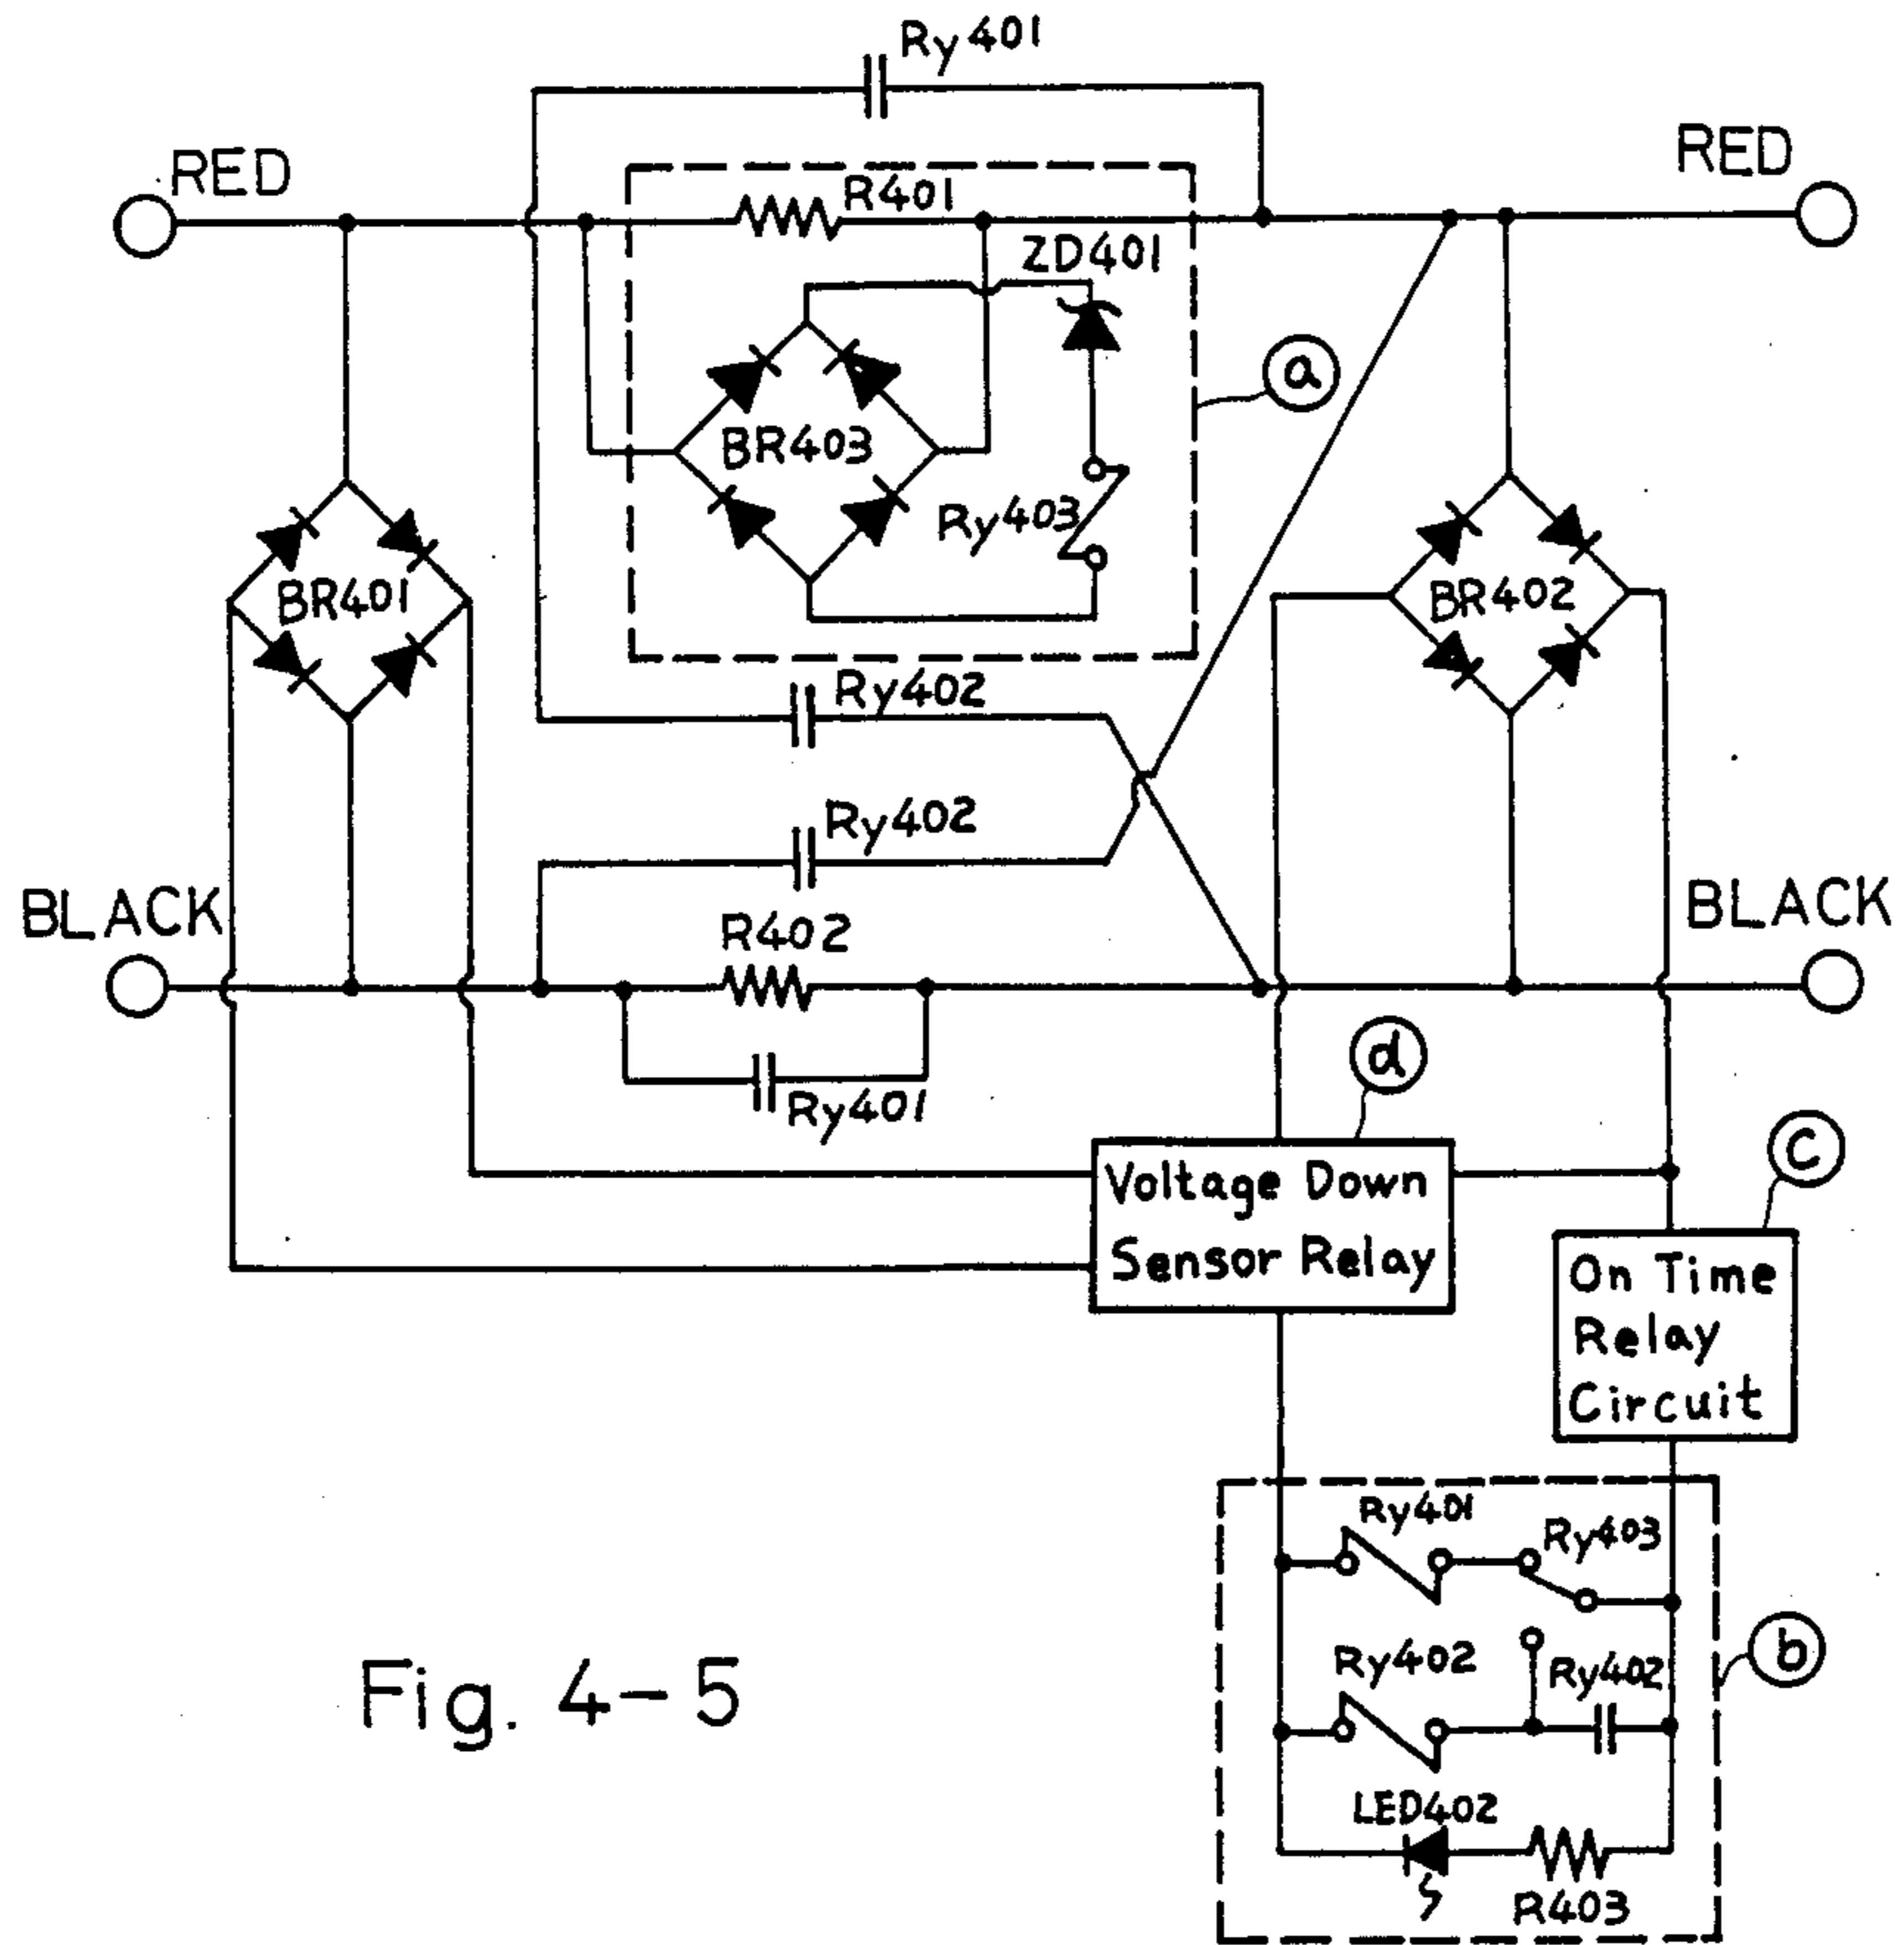 Ry401
RED
RED
R401
ZD401
a
BR403
Ry403
BR401
BR402
Ry402
Ry402
BLACK
BLACK
R402
d
Ry401
c
Voltage Down
Sensor Relay
On Time
Relay
Circuit
Ry401
Ry403
b
Ry402
Ry402
LED402
R403
Fig. 4-5